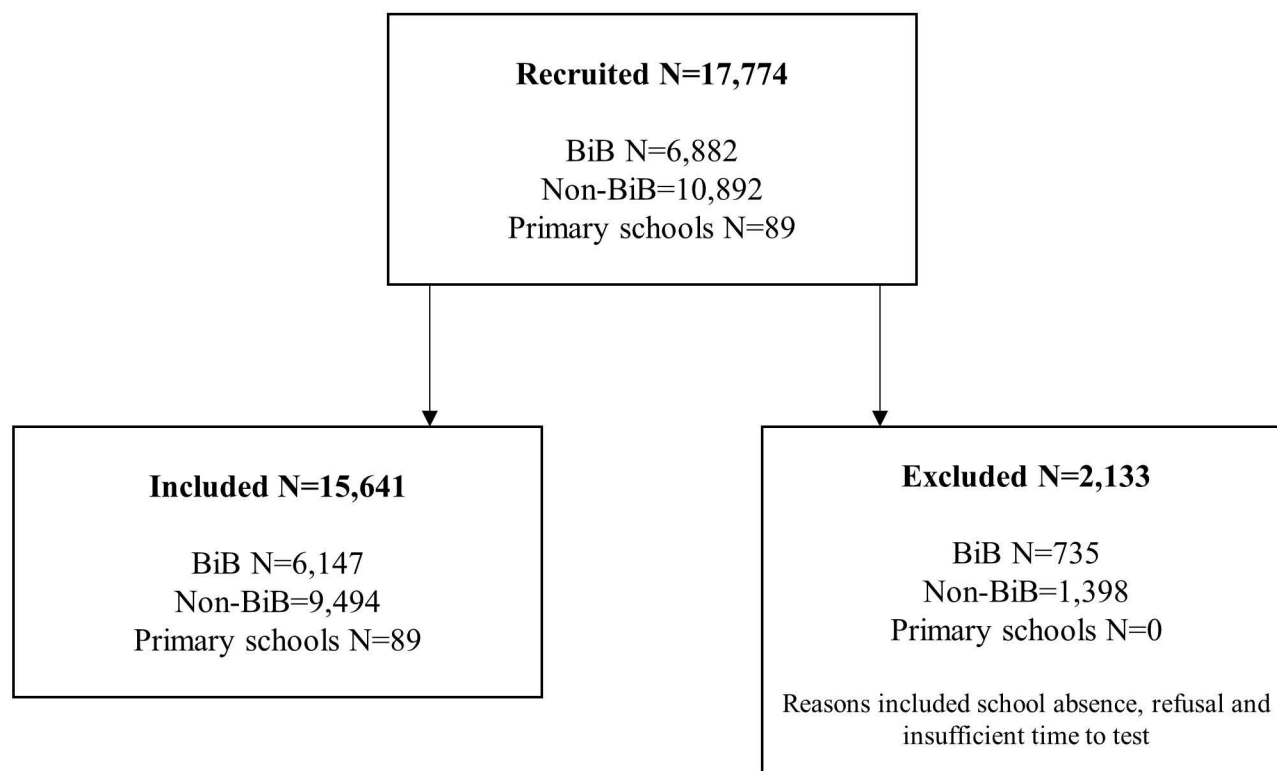 Recruited N=17,774
BiB N=6,882
Non-BiB=10,892
Primary schools N=89
Included N=15,641
BiB N=6,147
Non-BiB=9,494
Primary schools N=89
Excluded N=2,133
BiB N=735
Non-BiB=1,398
Primary schools N=0
Reasons included school absence, refusal and
insufficient time to test